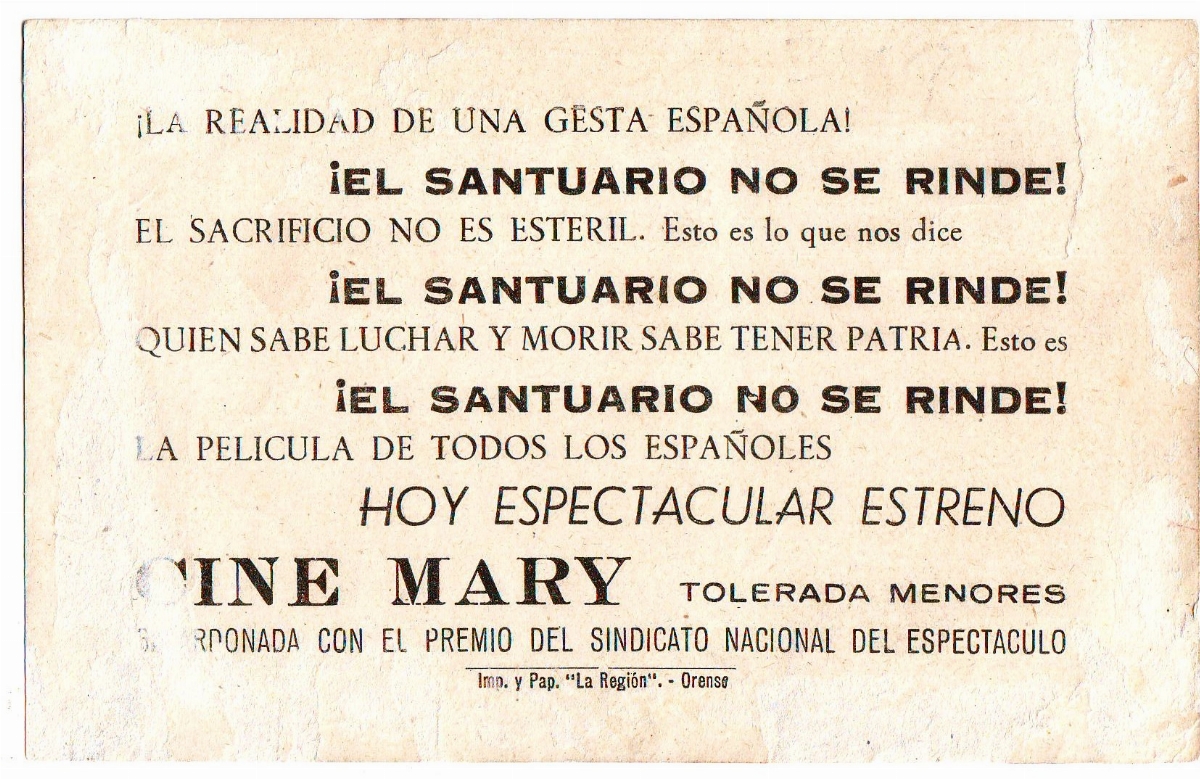 ¡LA REALIDAD DE UNA GESTA ESPAÑOLA!
¡EL SANTUARIO NO SE RINDE!
EL SACRIFICIO NO ES ESTERIL. Esto es lo que nos dice
¡EL SANTUARIO NO SE RINDE!
QUIEN SABE LUCHAR Y MORIR SABE TENER PATRIA. Esto es
¡EL SANTUARIO NO SE RINDE!
LA PELICULA DE TODOS LOS ESPAÑOLES
HOY ESPECTACULAR ESTRENO
CINE MARY TOLERADA MENORES
CON EL PREMIO DEL SINDICATO NACIONAL DEL ESPECTACULO
Imp. y Pap. "La Región". - Orense